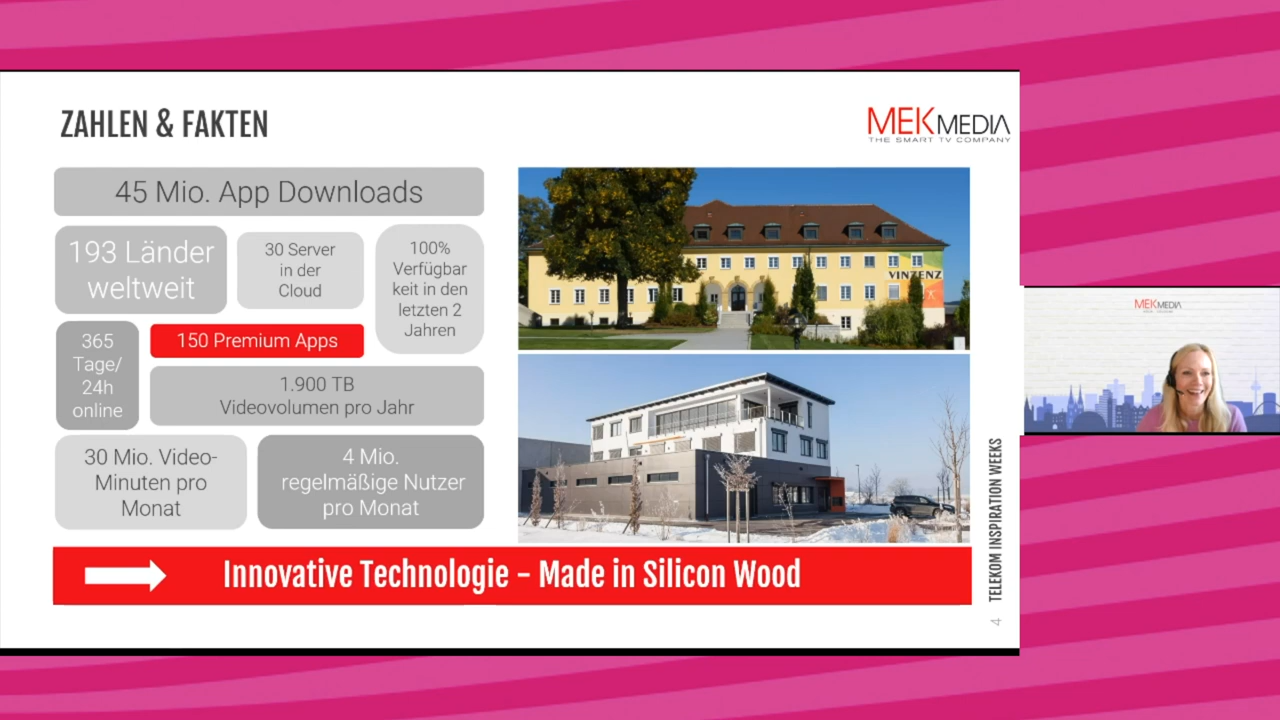 ZAHLEN & FAKTEN
MEKMEDIA
THE SMART TV COMPANY
45 Mio. App Downloads
193 Länder
weltweit
30 Server
in der
Cloud
100%
Verfügbar
keit in den
letzten 2
Jahren
365
Tage/
24h
online
150 Premium Apps
1.900 TB
Videovolumen pro Jahr
30 Mio. Video-
Minuten pro
Monat
4 Mio.
regelmäßige Nutzer
pro Monat
VINZENZ
Innovative Technologie - Made in Silicon Wood
TELEKOM INSPIRATION WEEKS
4
MEKMEDIA